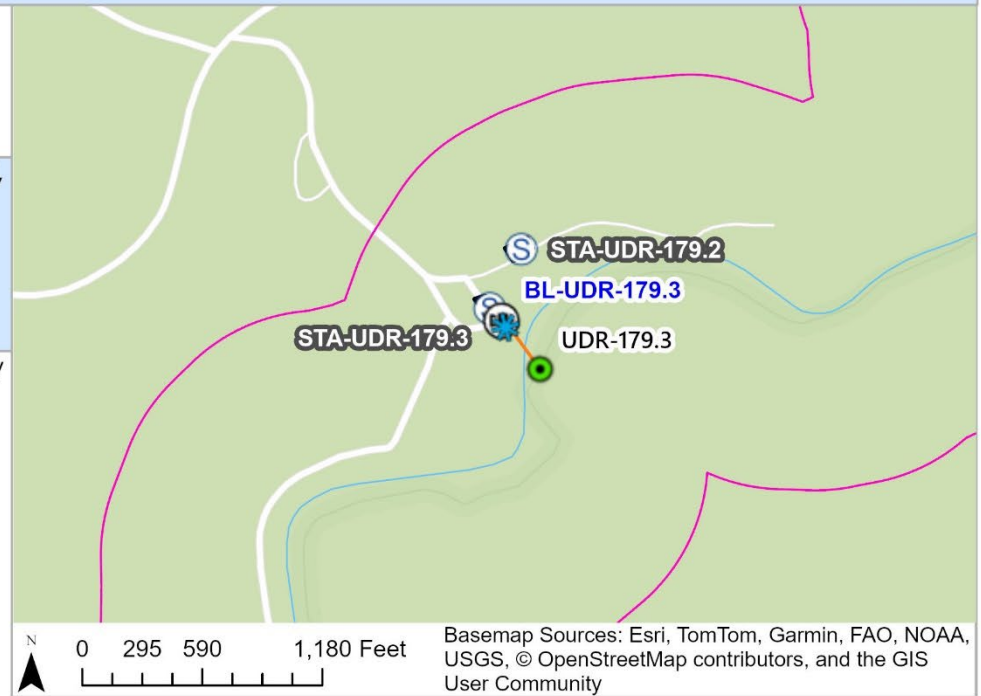 S
STA-UDR-179.2
BL-UDR-179.3
STA-UDR-179.3
UDR-179.3
N
0 295 590 1,180 Feet
Basemap Sources: Esri, TomTom, Garmin, FAO, NOAA,
USGS, © OpenStreetMap contributors, and the GIS
User Community